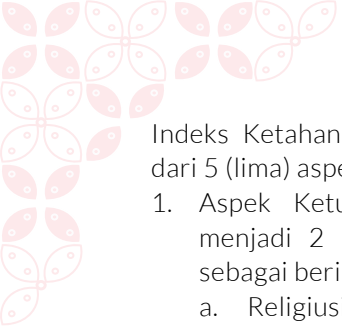 Indeks Ketahan
dari 5 (lima) aspe
1. Aspek Ketu
menjadi 2
sebagai beri
a. Religius